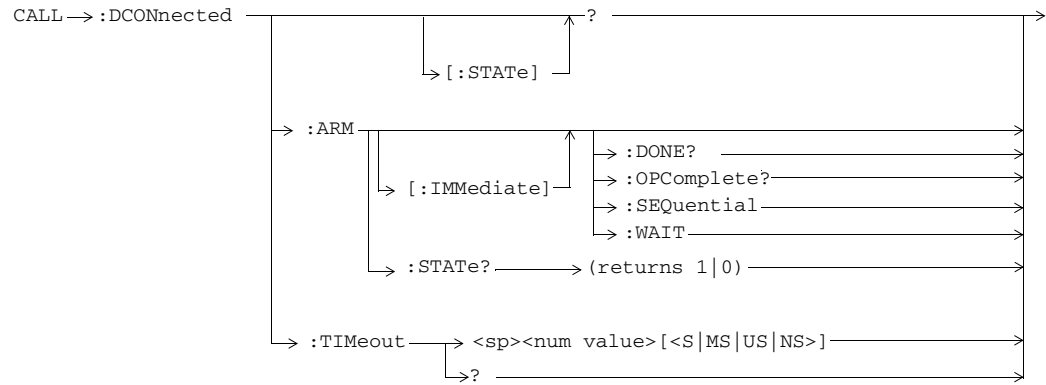 CALL :DCONnected ?
[:STATe]
:ARM
:DONE?
[:IMMediate] :OPComplete?
:SEQuential
:WAIT
:STATe? (returns 1|0)
:TIMeout <sp><num value>[<S|MS|US|NS>]
?